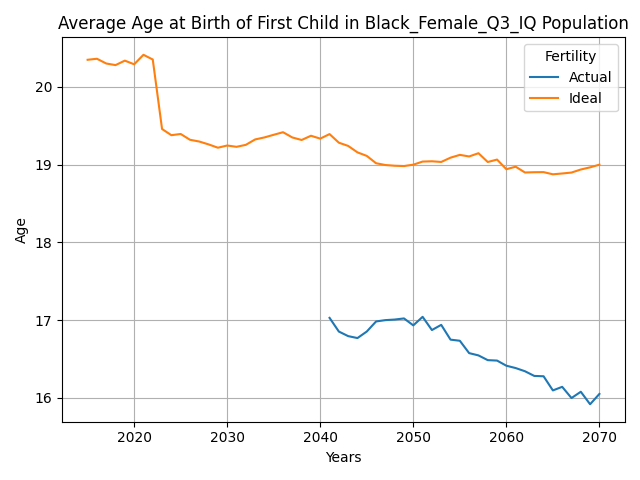 Average Age at Birth of First Child in Black_Female_Q3_IQ Population
Fertility
Actual
Ideal
20
19
18
17
16
Age
2020 2030 2040 2050 2060 2070
Years